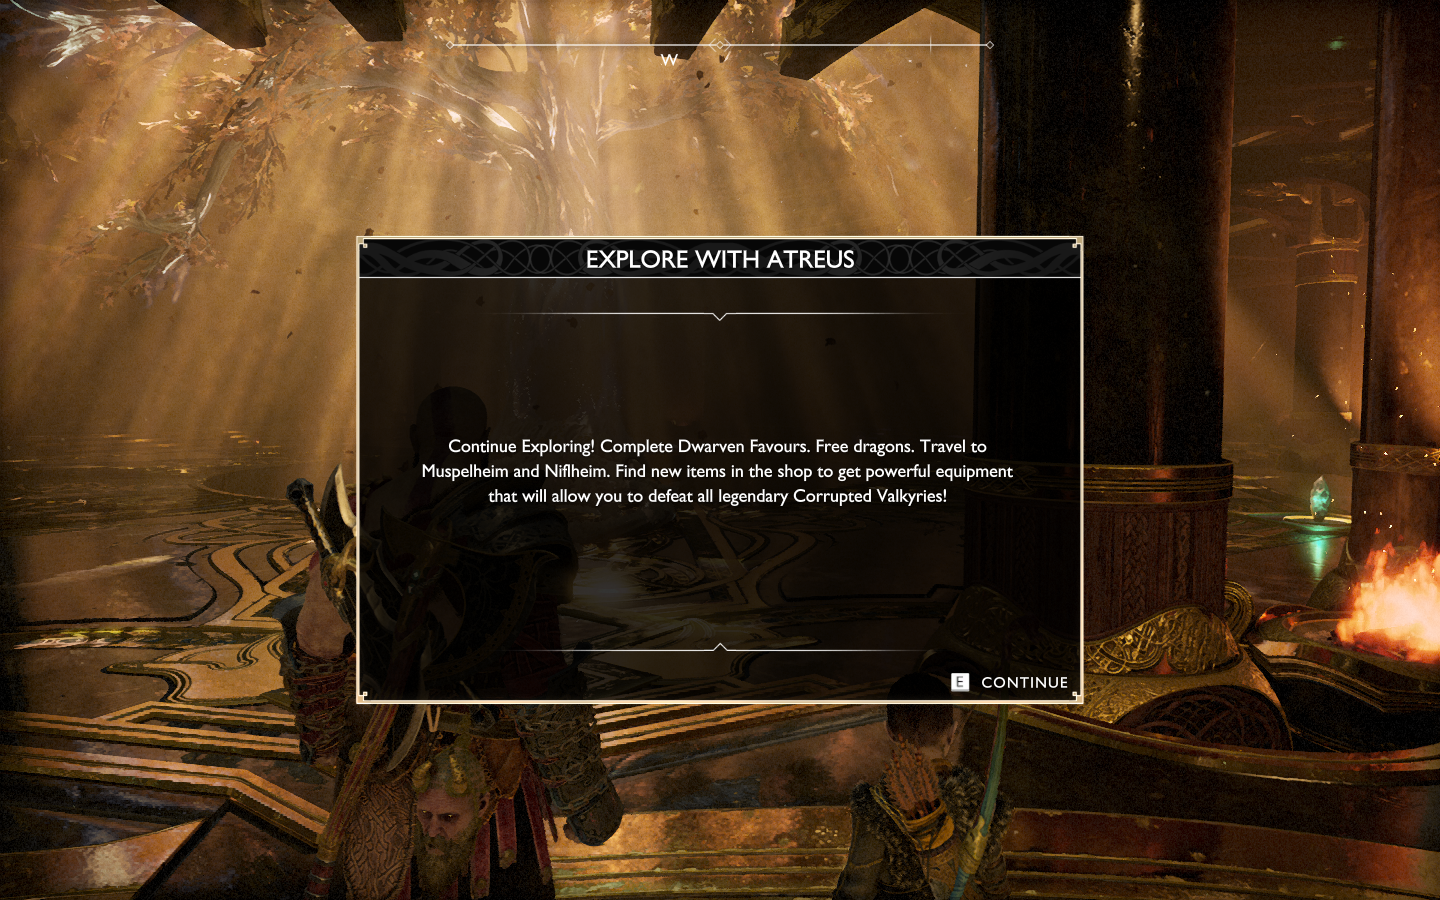 W
EXPLORE WITH ATREUS
Continue Exploring! Complete Dwarven Favours. Free dragons. Travel to
Muspelheim and Niflheim. Find new items in the shop to get powerful equipment
that will allow you to defeat all legendary Corrupted Valkyries!
E CONTINUE